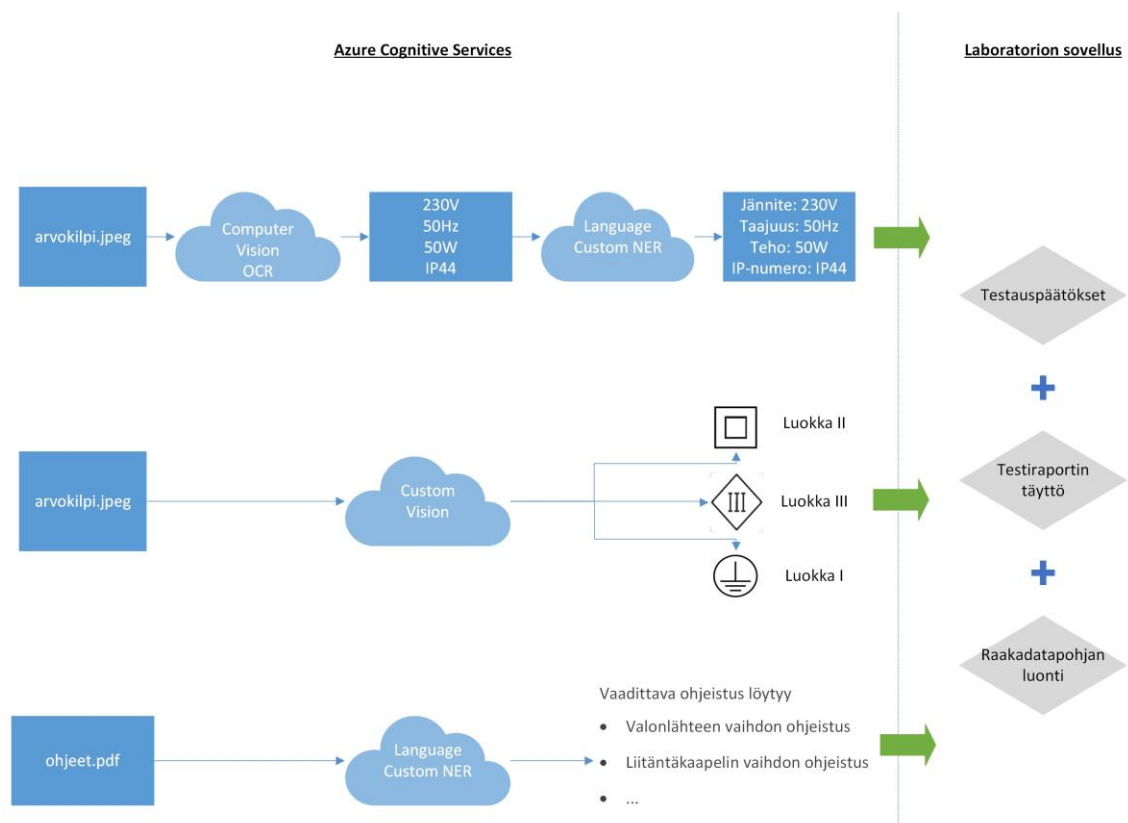 Azure Cognitive Services
Laboratorion sovellus
arvokilpi.jpeg
Computer
Vision
OCR
230V
50Hz
50W
IP44
Language
Custom NER
Jännite: 230V
Taajuus: 50Hz
Teho: 50W
IP-numero: IP44
Testauspäätökset
arvokilpi.jpeg
Custom
Vision
Luokka II
III
Luokka III
Luokka I
Testiraportin
täyttö
Raakadatapohjan
luonti
ohjeet.pdf
Language
Custom NER
Vaadittava ohjeistus löytyy
• Valonlähteen vaihdon ohjeistus
• Liitäntäkaapelin vaihdon ohjeistus
• ...